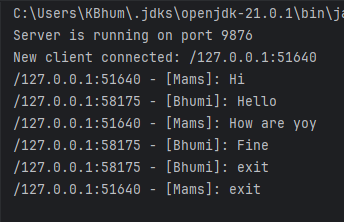 C:\Users\KBhum\.jdks\openjdk-21.0.1\bin\ja
Server is running on port 9876
New client connected: /127.0.0.1:51640
/127.0.0.1:51640 - [Mams]: Hi
/127.0.0.1:58175 - [Bhumi]: Hello
/127.0.0.1:51640 - [Mams]: How are yoy
/127.0.0.1:58175 - [Bhumi]: Fine
/127.0.0.1:58175 - [Bhumi]: exit
/127.0.0.1:51640 - [Mams]: exit